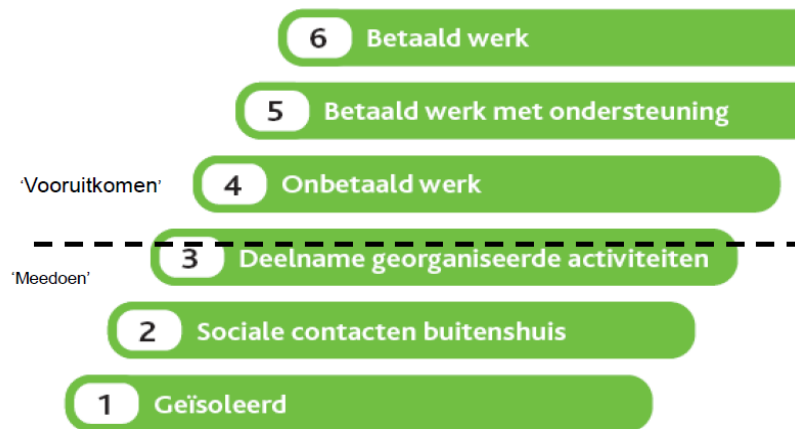 6 Betaald werk
5 Betaald werk met ondersteuning
'Vooruitkomen' 4 Onbetaald werk
3 Deelname georganiseerde activiteiten
'Meedoen'
2 Sociale contacten buitenshuis
1 Geïsoleerd